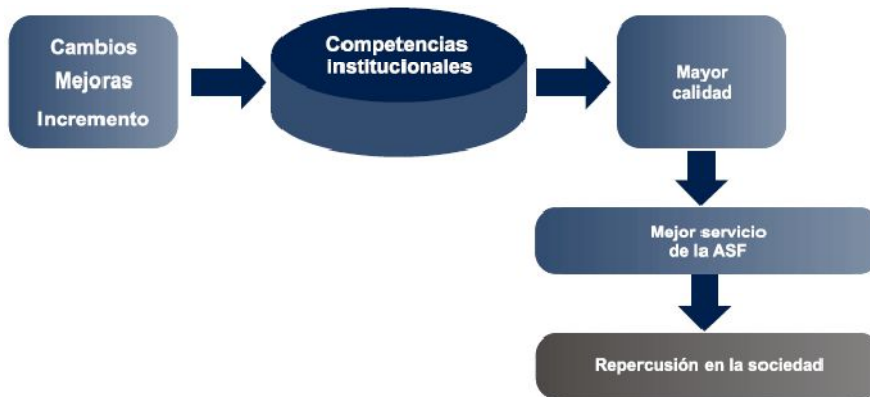 Cambios
Mejoras
Incremento
Competencias
institucionales
Mayor
calidad
Mejor servicio
de la ASF
Repercusión en la sociedad